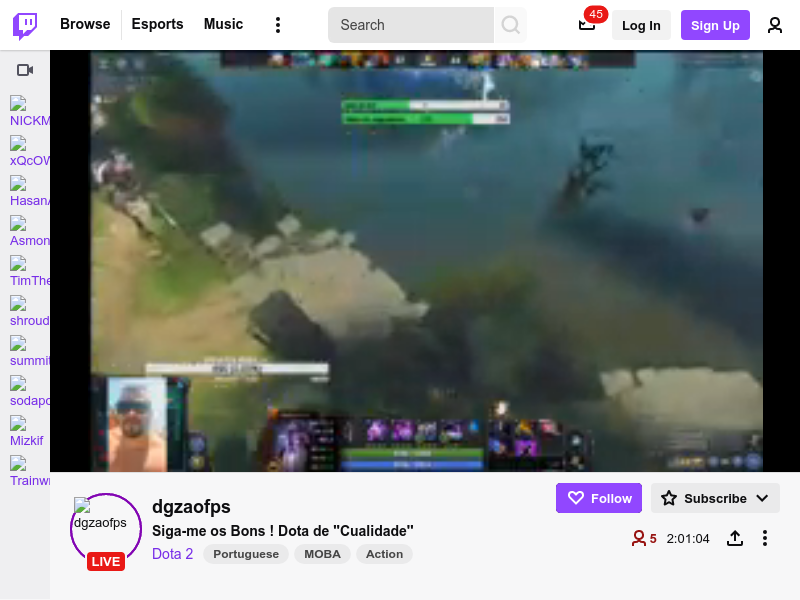 Browse
Esports
Music
Search
45
Log In
Sign Up
NICKM
xQcOW
HasanA
Asmon
TimThe
shroud
summit
sodapo
Mizkif
Trainwr
dgzaofps
LIVE
dgzaofps
Siga-me os Bons ! Dota de "Cualidade"
Dota 2
Portuguese
MOBA
Action
Follow
Subscribe
5
2:01:04